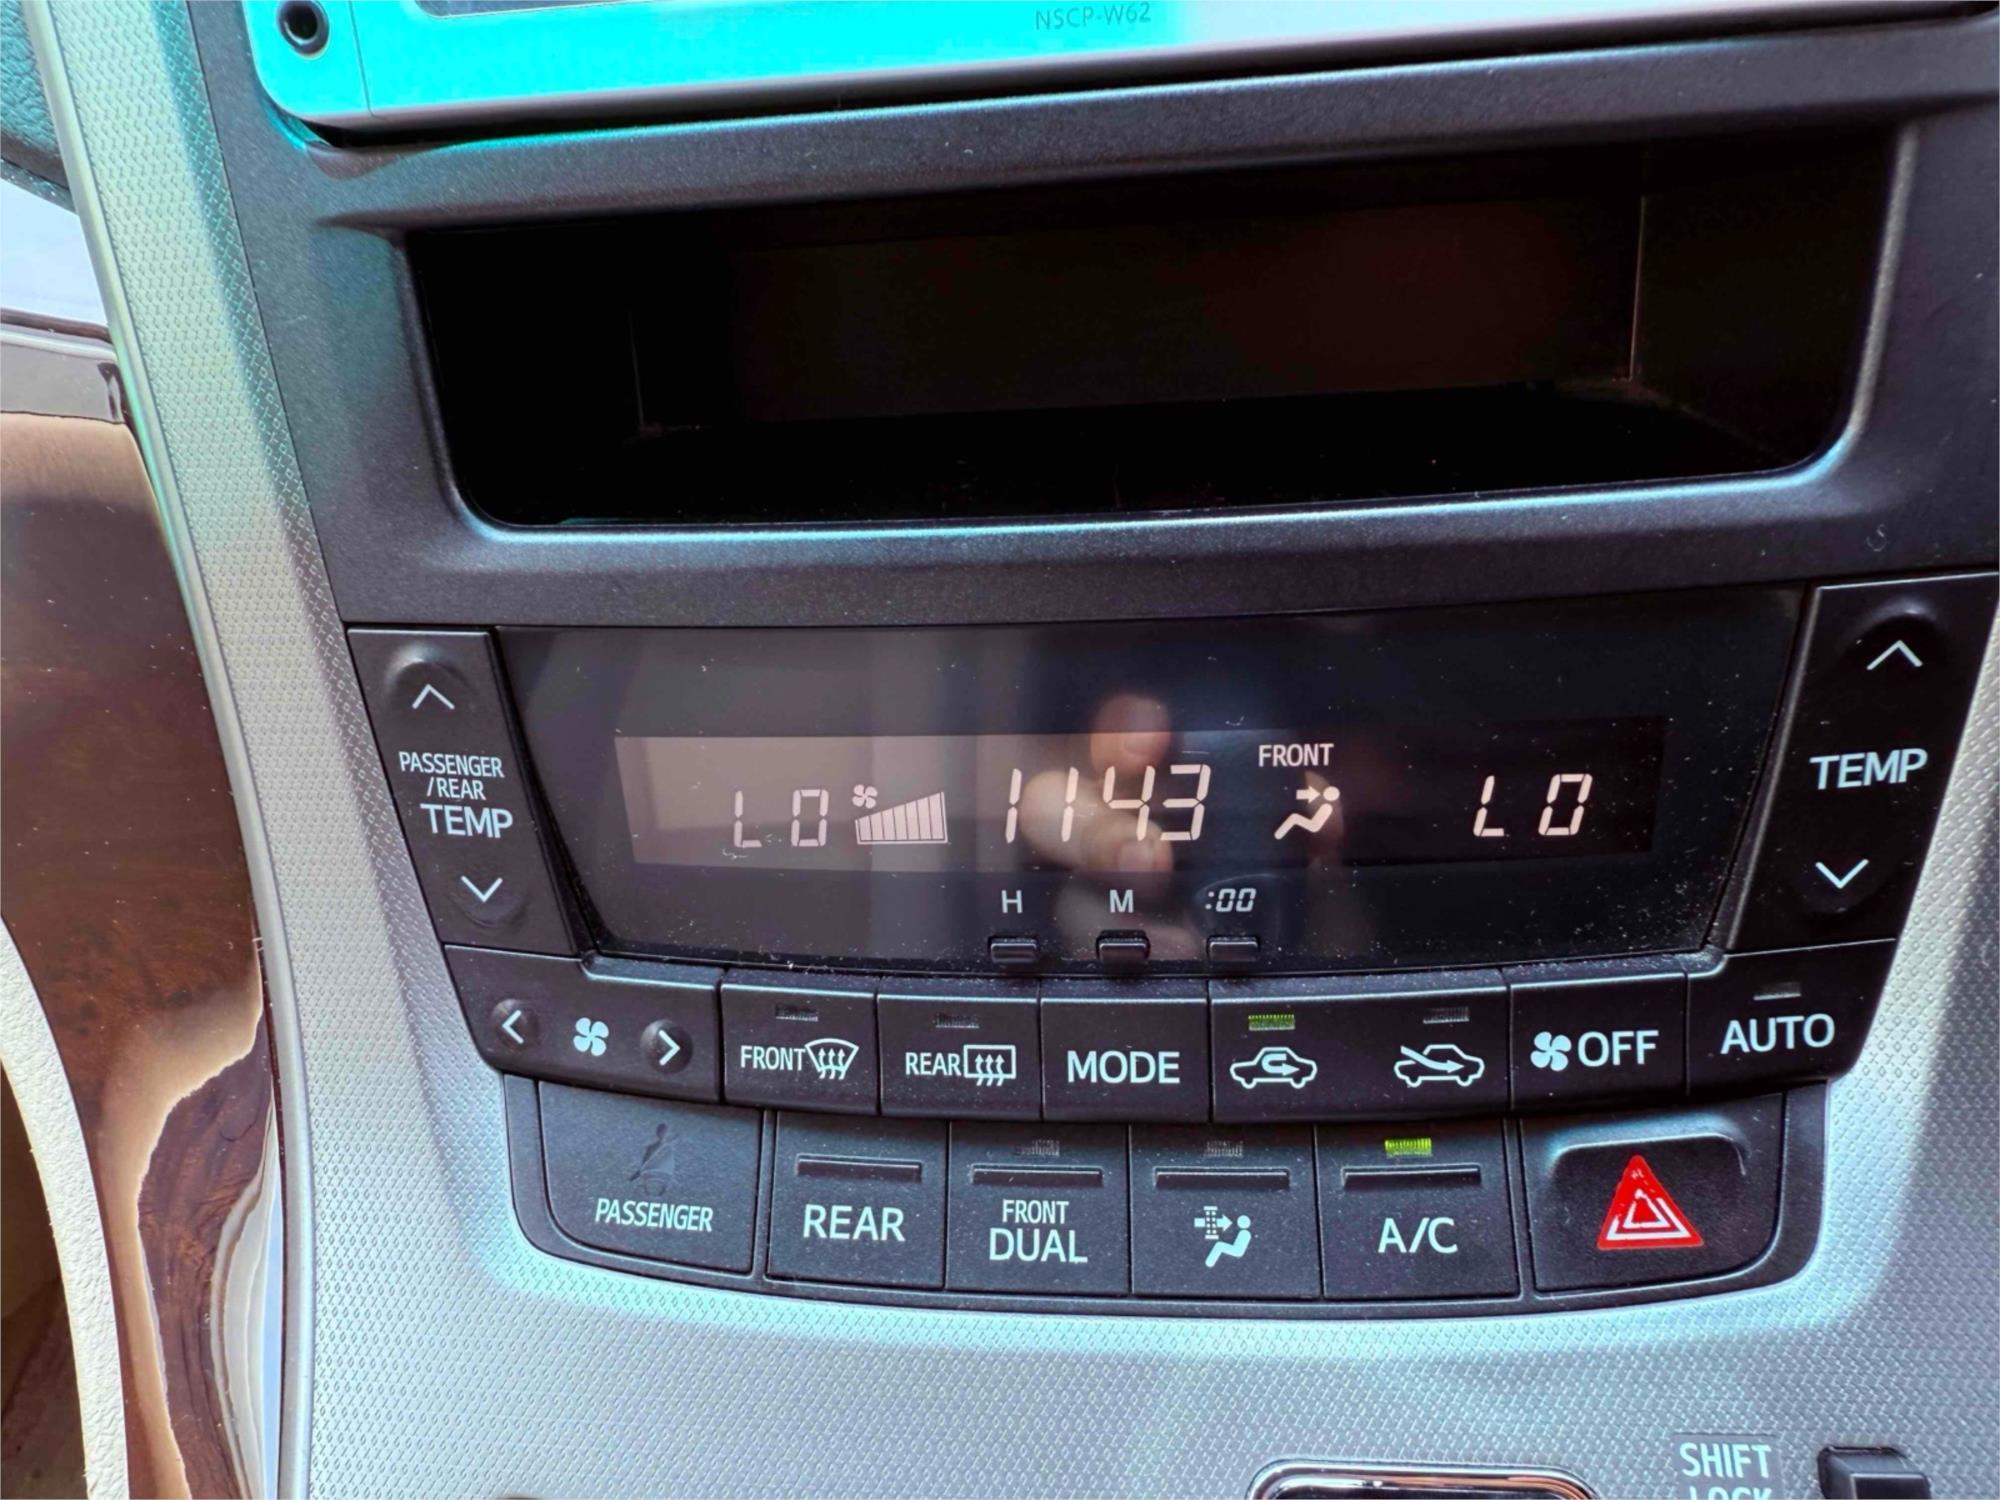 NSCP-W62
PASSENGER
/REAR
TEMP
LO
1143
FRONT
LO
TEMP
H M :00
FRONT
REAR
MODE
OFF
AUTO
PASSENGER
REAR
FRONT
DUAL
A/C
SHIFT
LOCK